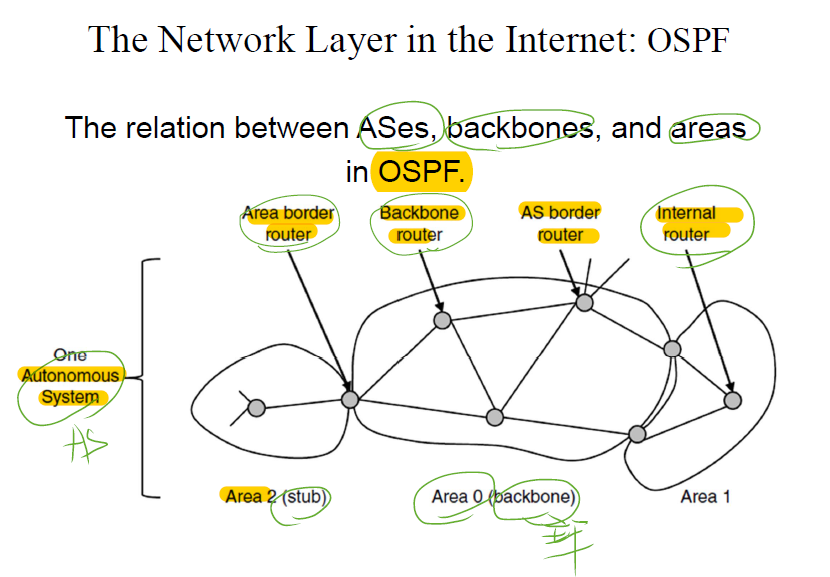 The Network Layer in the Internet: OSPF
The relation between ASes, backbones, and areas
in OSPF.
Area border
router
Backbone
router
AS border
router
Internal
router
One
Autonomous
System
AS
Area 2 (stub)
Area 0 (backbone)
Area 1